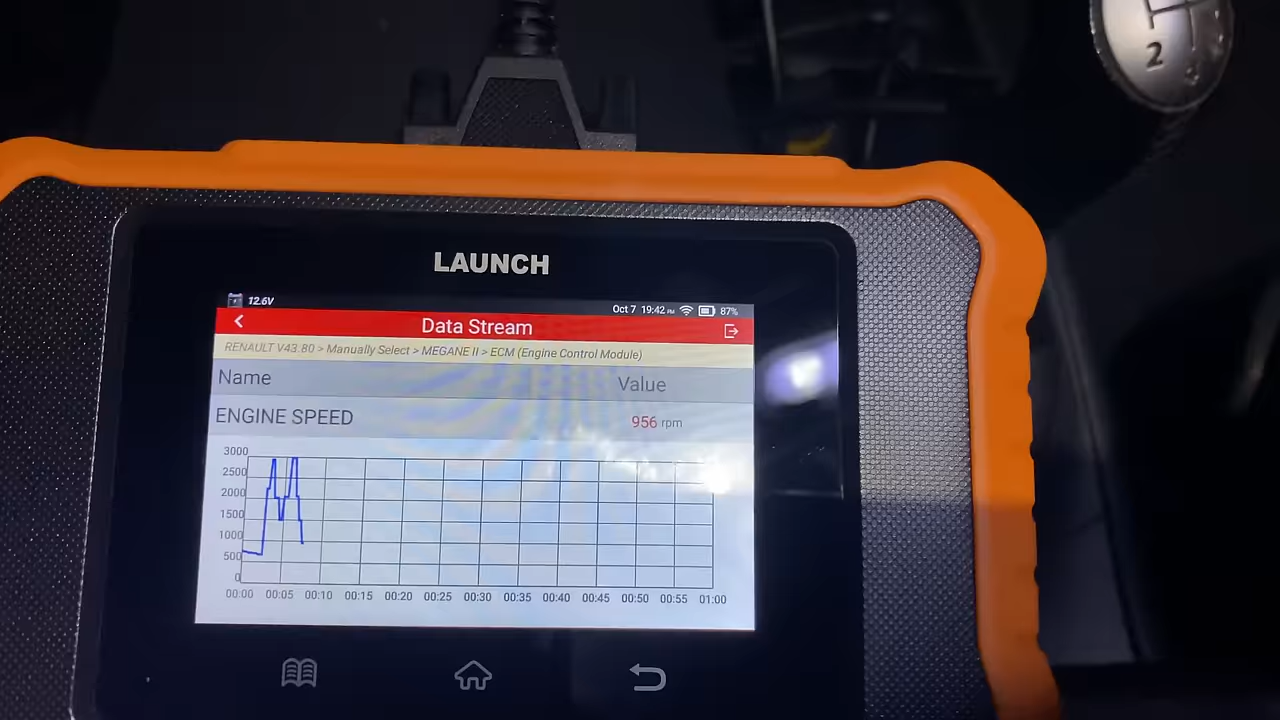 2
LAUNCH
12.6V
Oct 7 19:42 PM 87%
Data Stream
RENAULT V43.80 > Manually Select > MEGANE II > ECM (Engine Control Module)
Name Value
ENGINE SPEED 956 rpm
3000
2500
2000
1500
1000
500
0
00:00 00:05 00:10 00:15 00:20 00:25 00:30 00:35 00:40 00:45 00:50 00:55 01:00